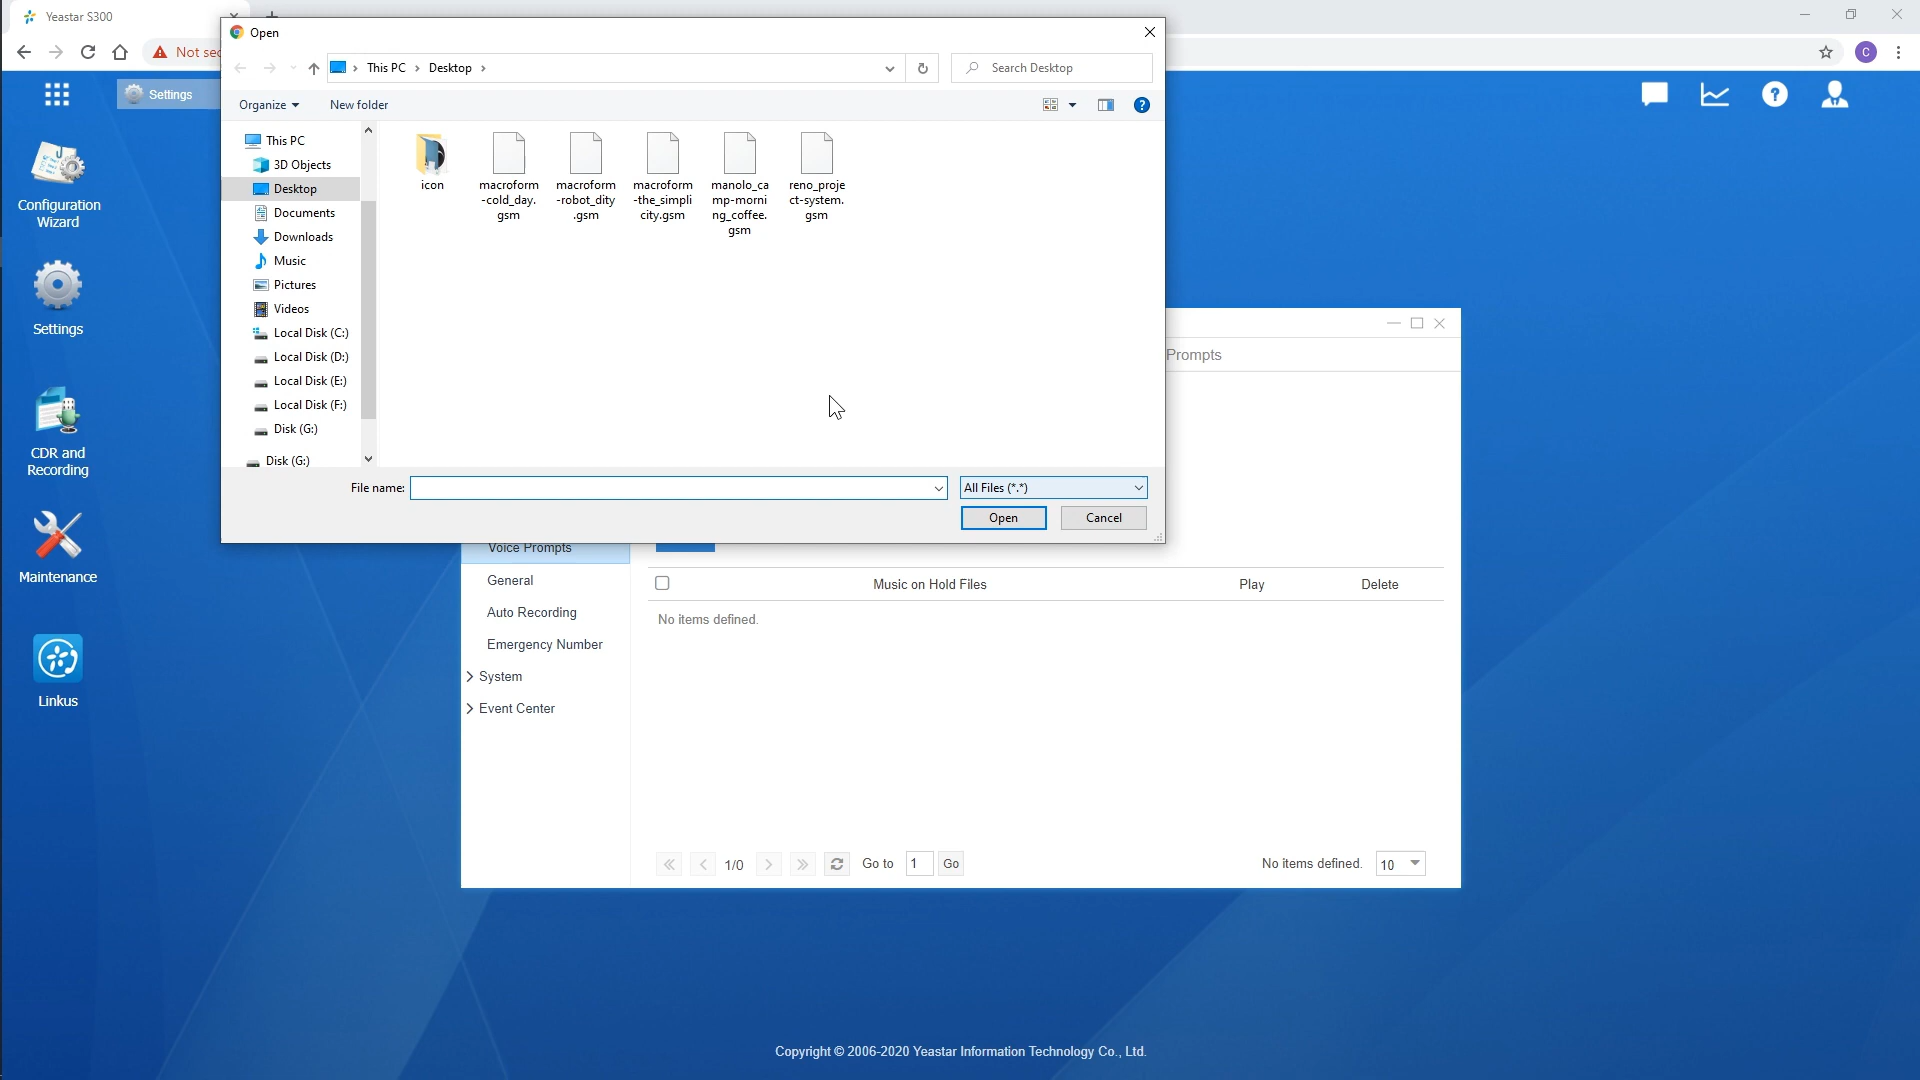 Yeastar S300
Open
Not sec
This PC
Desktop
Search Desktop
Settings
Organize
New folder
This PC
3D Objects
Desktop
Documents
Downloads
Music
Pictures
Videos
Local Disk (C:)
Local Disk (D:)
Local Disk (E:)
Local Disk (F:)
Disk (G:)
Disk (G:)
icon
macroform
-cold_day.
gsm
macroform
-robot_dity
.gsm
macroform
-the_simpli
city.gsm
manolo_ca
mp-morni
ng_coffee.
gsm
reno_proje
ct-system.
gsm
File name:
All Files (*.*)
Open
Cancel
C
Configuration
Wizard
Settings
CDR and
Recording
Maintenance
Linkus
Prompts
Voice Prompts
General
Auto Recording
Emergency Number
System
Event Center
Music on Hold Files
Play
Delete
No items defined.
1/0
Go to
1
Go
No items defined.
10
Copyright © 2006-2020 Yeastar Information Technology Co., Ltd.